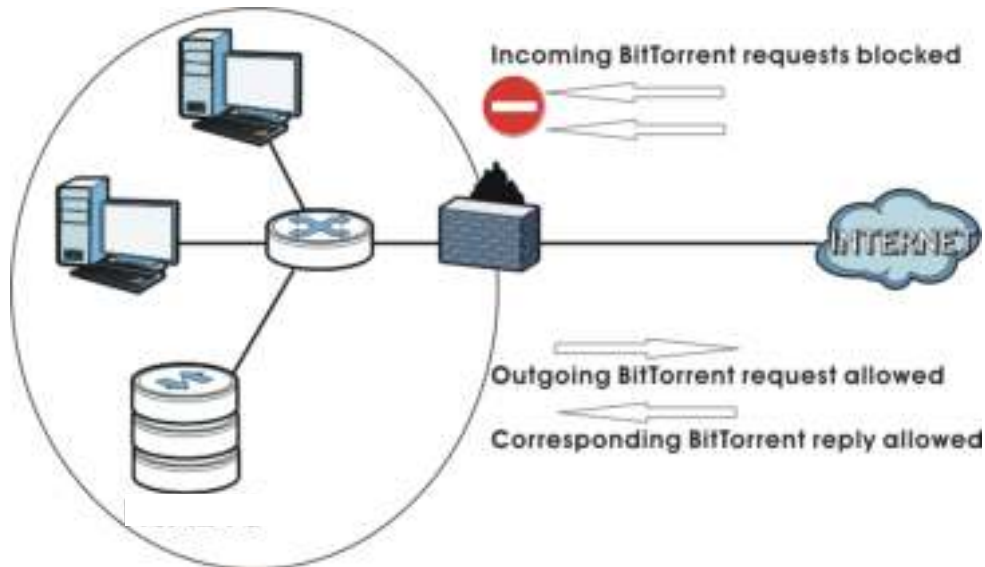 Incoming BitTorrent requests blocked
INTERNET
Outgoing BitTorrent request allowed
Corresponding BitTorrent reply allowed